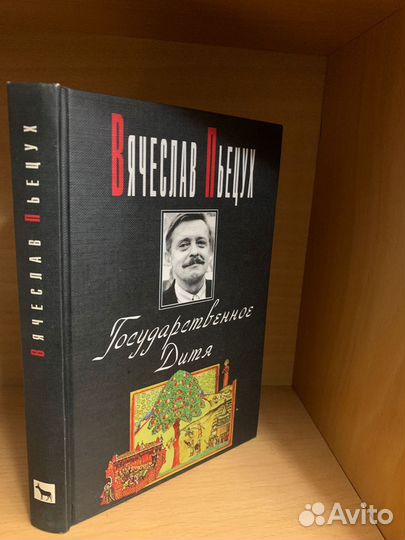 Вячеслав Пьецух
Вячеслав Пьецух
Государственное
Дитя
Avito